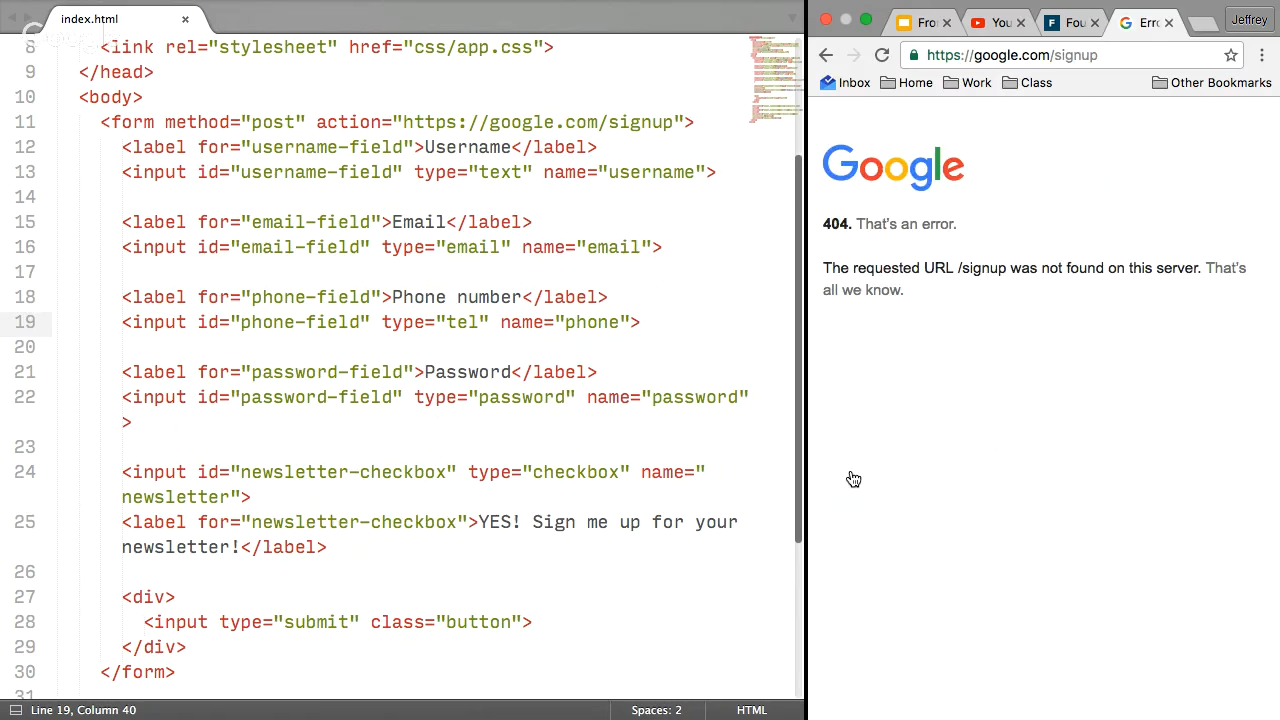 index.html
8 <link rel="stylesheet" href="css/app.css">
9 </head>
10 <body>
11 <form method="post" action="https://google.com/signup">
12 <label for="username-field">Username</label>
13 <input id="username-field" type="text" name="username">
14
15 <label for="email-field">Email</label>
16 <input id="email-field" type="email" name="email">
17
18 <label for="phone-field">Phone number</label>
19 <input id="phone-field" type="tel" name="phone">
20
21 <label for="password-field">Password</label>
22 <input id="password-field" type="password" name="password"
>
23
24 <input id="newsletter-checkbox" type="checkbox" name="
newsletter">
25 <label for="newsletter-checkbox">YES! Sign me up for your
newsletter!</label>
26
27 <div>
28 <input type="submit" class="button">
29 </div>
30 </form>
31
Line 19, Column 40 Spaces: 2 HTML
Fro You Fou Erro Jeffrey
https://google.com/signup
Inbox Home Work Class Other Bookmarks
Google
404. That's an error.
The requested URL /signup was not found on this server. That's
all we know.